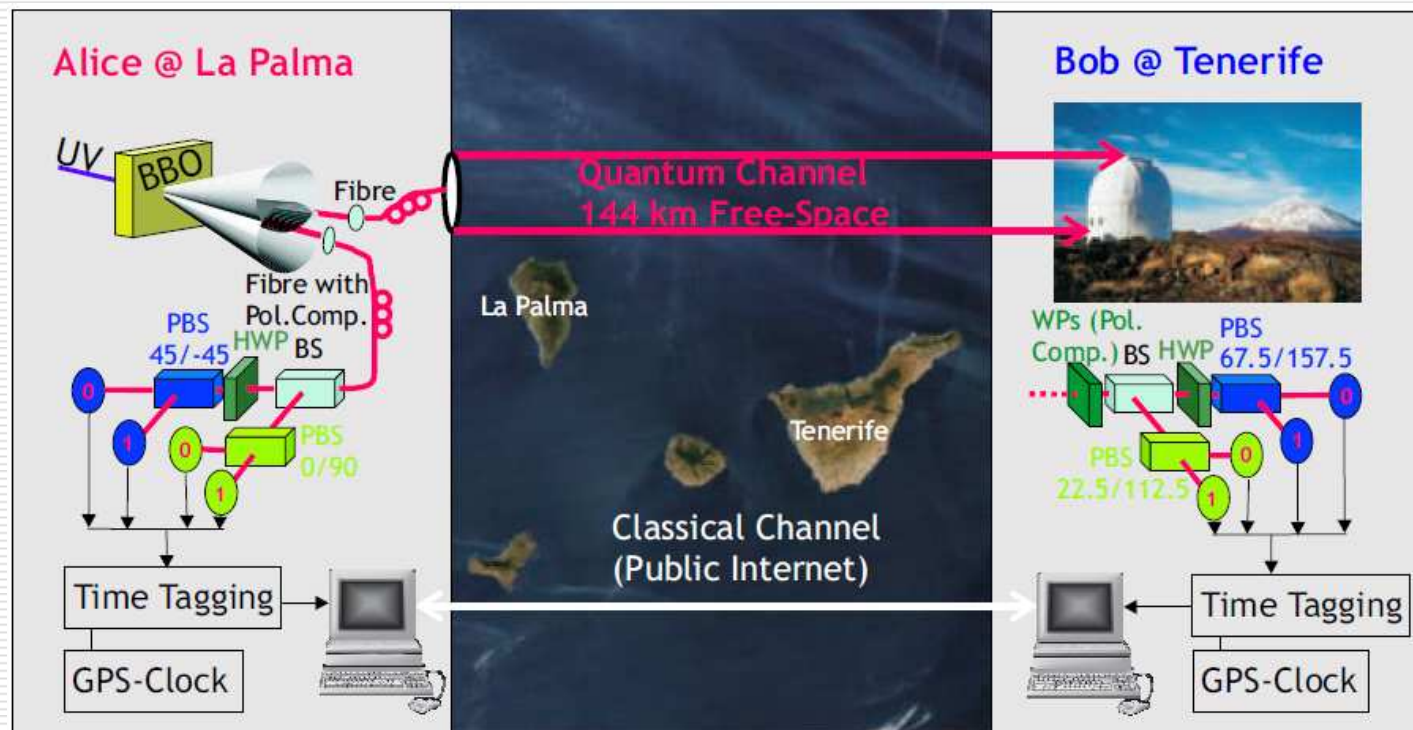 Alice @ La Palma
UV
BBO
Fibre
Fibre with
Pol.Comp.
PBS
45/-45
HWP
BS
0
1
0
1
PBS
0/90
Time Tagging
GPS-Clock
Quantum Channel
144 km Free-Space
La Palma
Tenerife
Classical Channel
(Public Internet)
Bob @ Tenerife
WPs (Pol.
Comp.)
BS
HWP
PBS
67.5/157.5
0
1
0
1
PBS
22.5/112.5
Time Tagging
GPS-Clock